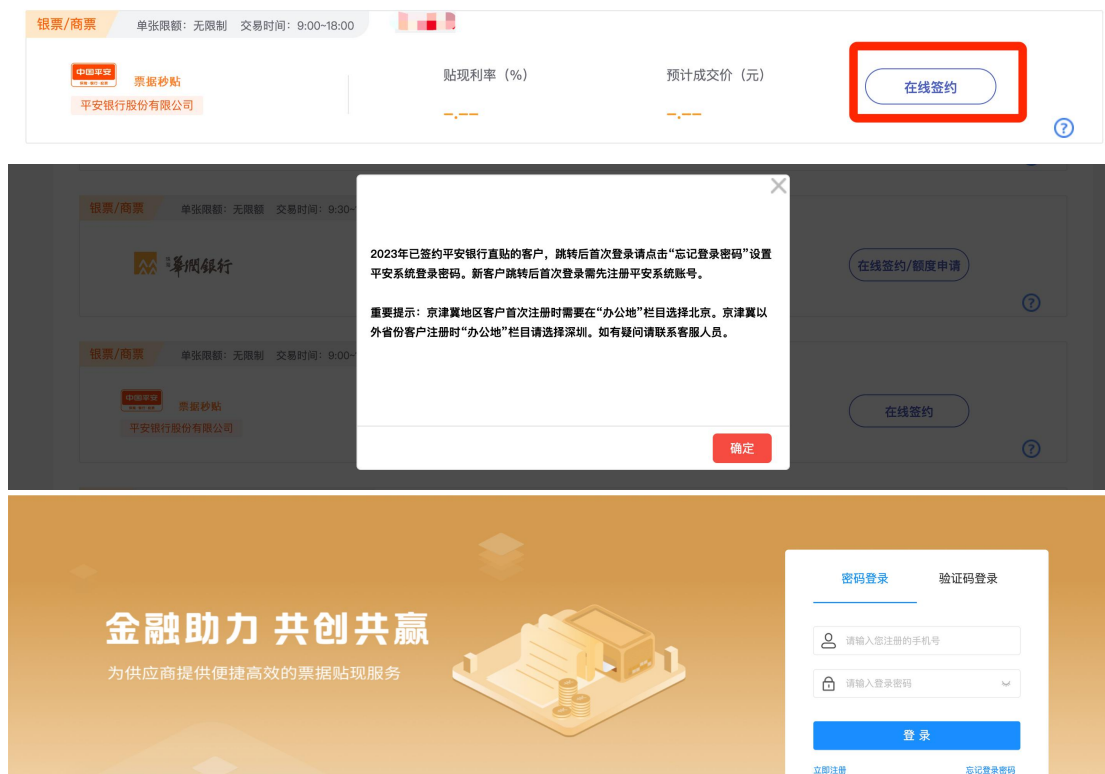 银票/商票 单张限额：无限制 交易时间：9:00~18:00
中国平安
票据秒贴
平安银行股份有限公司
贴现利率（%）
-.--
预计成交价（元）
-.--
在线签约
?
银票/商票 单张限额：无限额 交易时间：9:30~
华润银行
在线签约/额度申请
?
2023年已签约平安银行直贴的客户，跳转后首次登录请点击“忘记登录密码”设置
平安系统登录密码。新客户跳转后首次登录需先注册平安系统账号。
重要提示：京津冀地区客户首次注册时需要在“办公地”栏目选择北京。京津冀以
外省份客户注册时“办公地”栏目请选择深圳。如有疑问请联系客服人员。
确定
银票/商票 单张限额：无限制 交易时间：9:00~
中国平安
票据秒贴
平安银行股份有限公司
在线签约
?
金融助力 共创共赢
为供应商提供便捷高效的票据贴现服务
密码登录 验证码登录
请输入您注册的手机号
请输入登录密码
登 录
立即注册 忘记登录密码